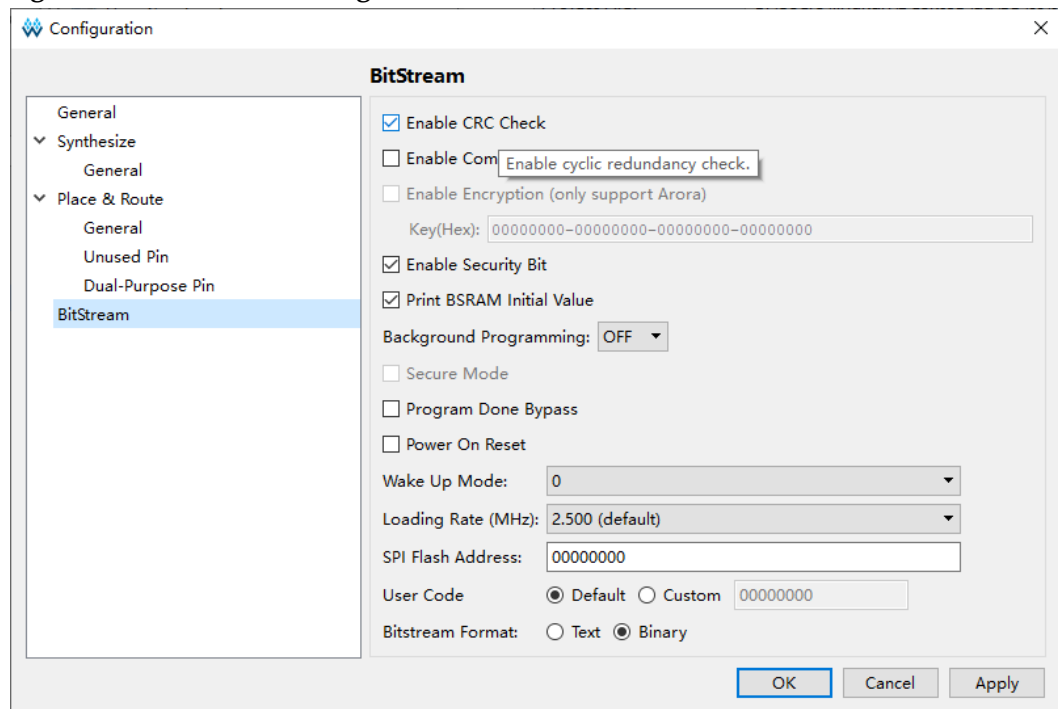 Configuration
BitStream
General
Synthesize
General
Place & Route
General
Unused Pin
Dual-Purpose Pin
BitStream
Enable CRC Check
Enable Com
Enable cyclic redundancy check.
Enable Encryption (only support Arora)
Key(Hex): 00000000-00000000-00000000-00000000
Enable Security Bit
Print BSRAM Initial Value
Background Programming: OFF
Secure Mode
Program Done Bypass
Power On Reset
Wake Up Mode: 0
Loading Rate (MHz): 2.500 (default)
SPI Flash Address: 00000000
User Code Default Custom 00000000
Bitstream Format: Text Binary
OK Cancel Apply